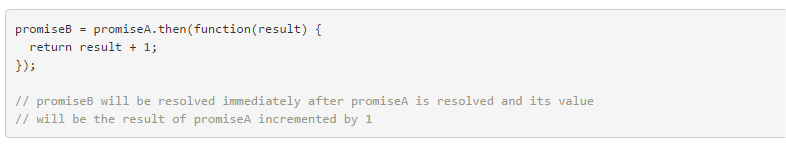 promiseB = promiseA.then(function(result) {
  return result + 1;
});

// promiseB will be resolved immediately after promiseA is resolved and its value
// will be the result of promiseA incremented by 1